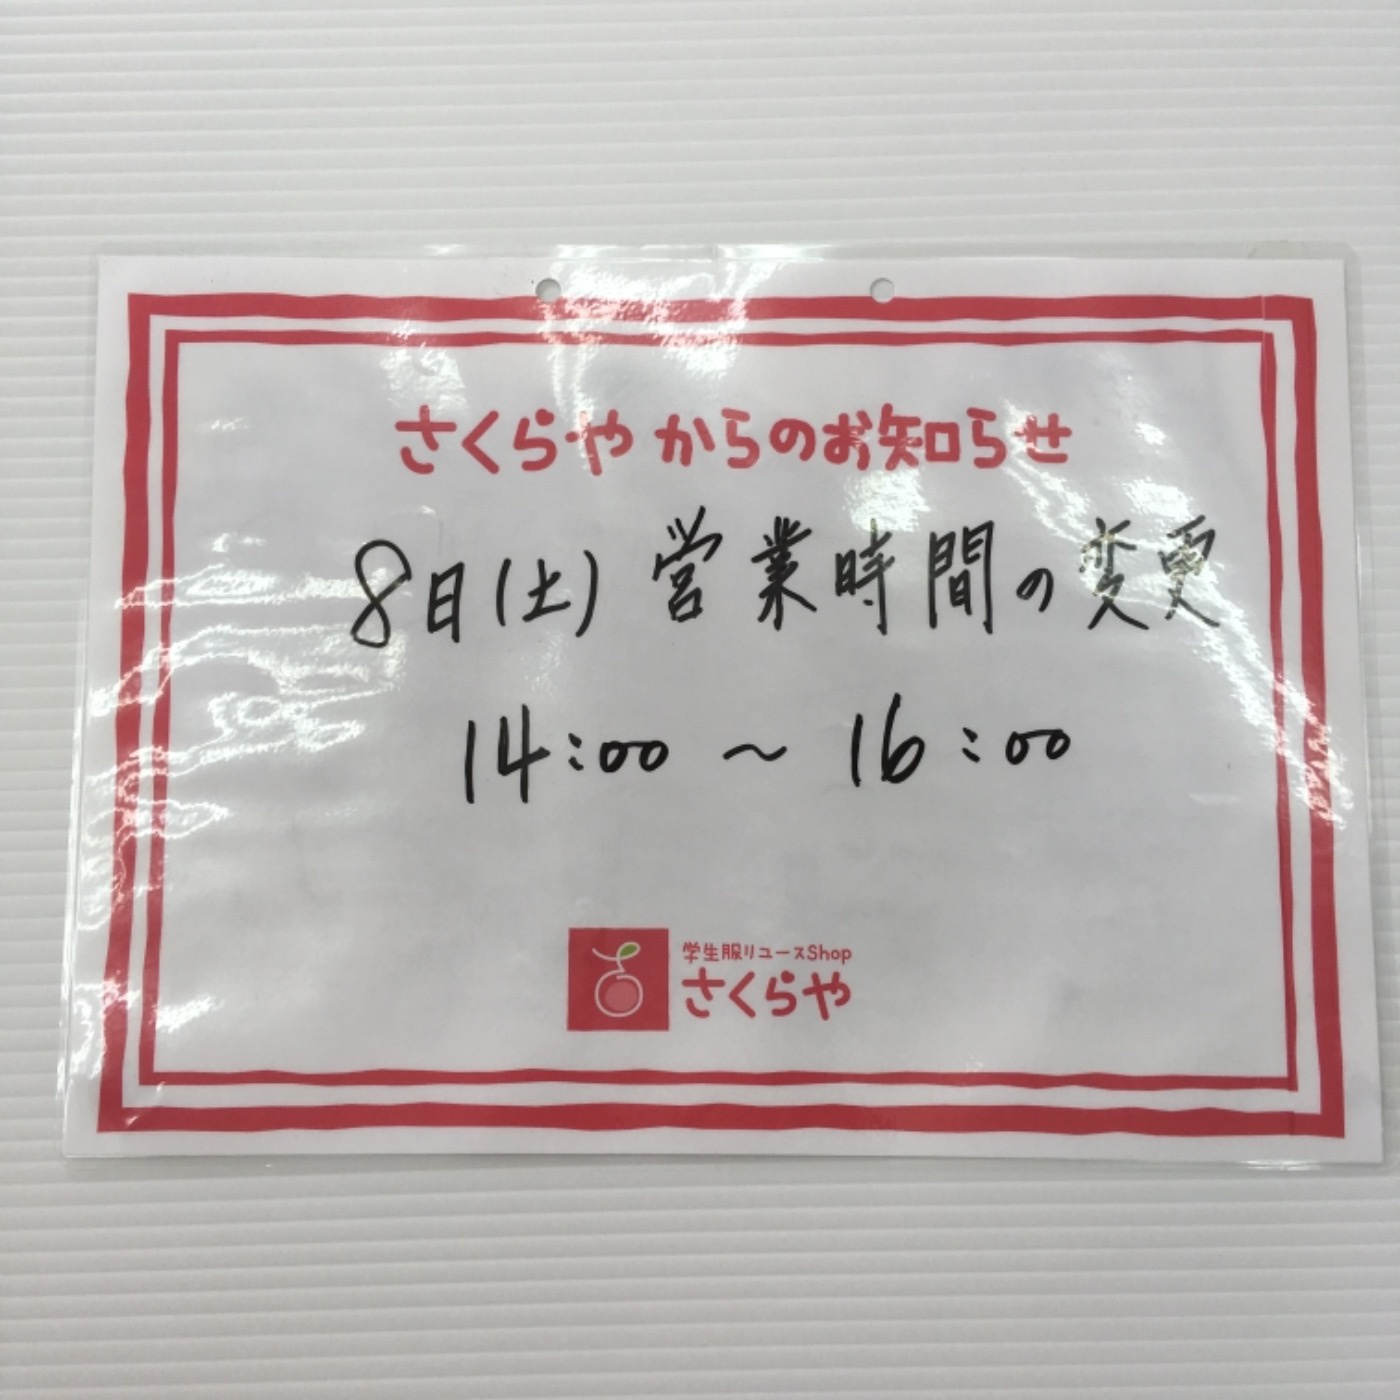 さくらや からのお知らせ
8日(土) 営業時間の変更
14:00 ～ 16:00
学生服リユースShop
さくらや